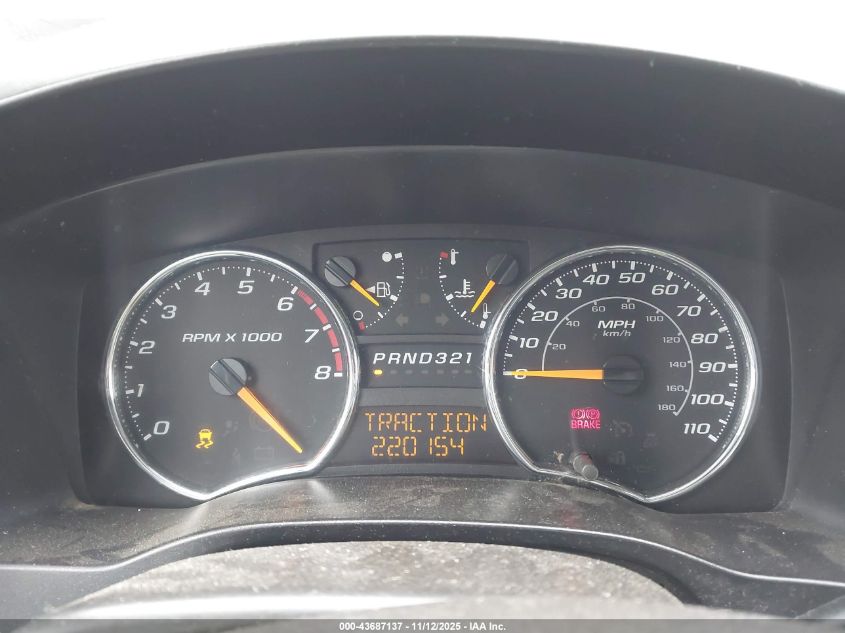 0 1 2 3 4 5 6 7 8
RPM X 1000
PRND321
TRACTION
220154
0 10 20 30 40 50 60 70 80 90 100 110
20 40 60 80 100 120 140 160 180
MPH
km/h
BRAKE
000-43687137 - 11/12/2025 - IAA Inc.